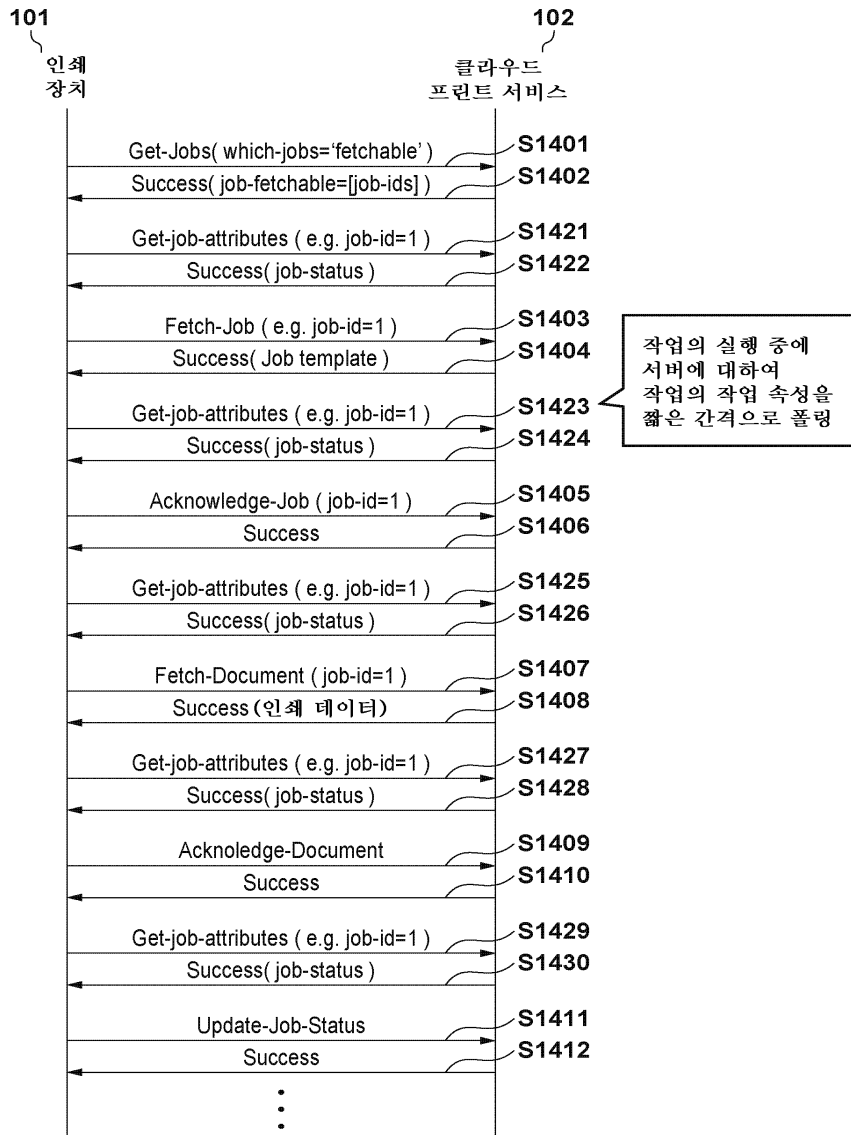 101
102
인쇄
장치
클라우드
프린트 서비스
Get-Jobs( which-jobs='fetchable' )
S1401
Success( job-fetchable=[job-ids] )
S1402
Get-job-attributes ( e.g. job-id=1 )
S1421
Success( job-status )
S1422
Fetch-Job ( e.g. job-id=1 )
S1403
Success( Job template )
S1404
작업의 실행 중에
서버에 대하여
작업의 작업 속성을
짧은 간격으로 폴링
Get-job-attributes ( e.g. job-id=1 )
S1423
Success( job-status )
S1424
Acknowledge-Job ( job-id=1 )
S1405
Success
S1406
Get-job-attributes ( e.g. job-id=1 )
S1425
Success( job-status )
S1426
Fetch-Document ( job-id=1 )
S1407
Success (인쇄 데이터)
S1408
Get-job-attributes ( e.g. job-id=1 )
S1427
Success( job-status )
S1428
Acknoledge-Document
S1409
Success
S1410
Get-job-attributes ( e.g. job-id=1 )
S1429
Success( job-status )
S1430
Update-Job-Status
S1411
Success
S1412